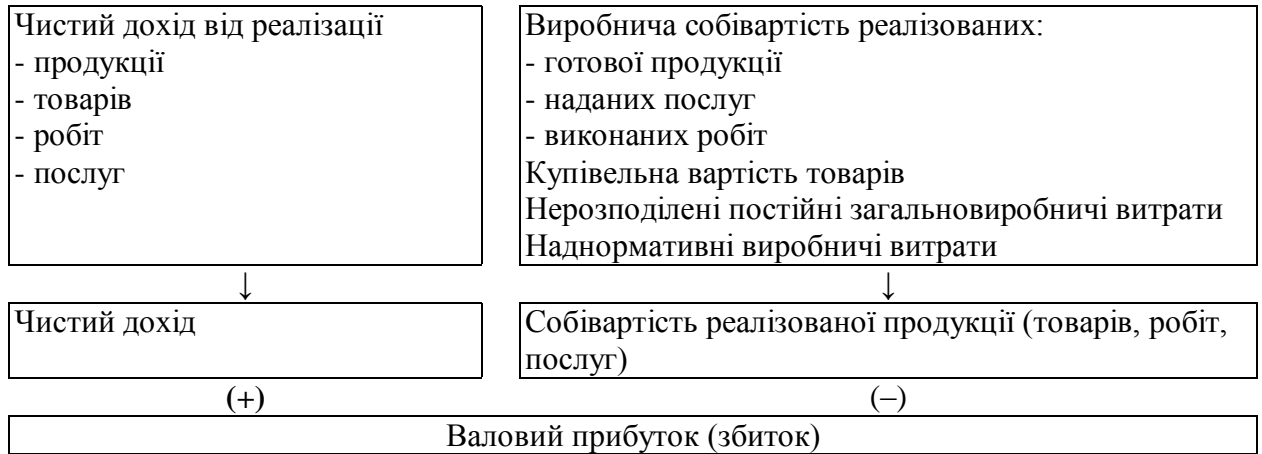 Чистий дохід від реалізації
- продукції
- товарів
- робіт
- послуг
Виробнича собівартість реалізованих:
- готової продукції
- наданих послуг
- виконаних робіт
Купівельна вартість товарів
Нерозподілені постійні загальновиробничі витрати
Наднормативні виробничі витрати
↓
↓
Чистий дохід
Собівартість реалізованої продукції (товарів, робіт,
послуг)
(+)
(–)
Валовий прибуток (збиток)